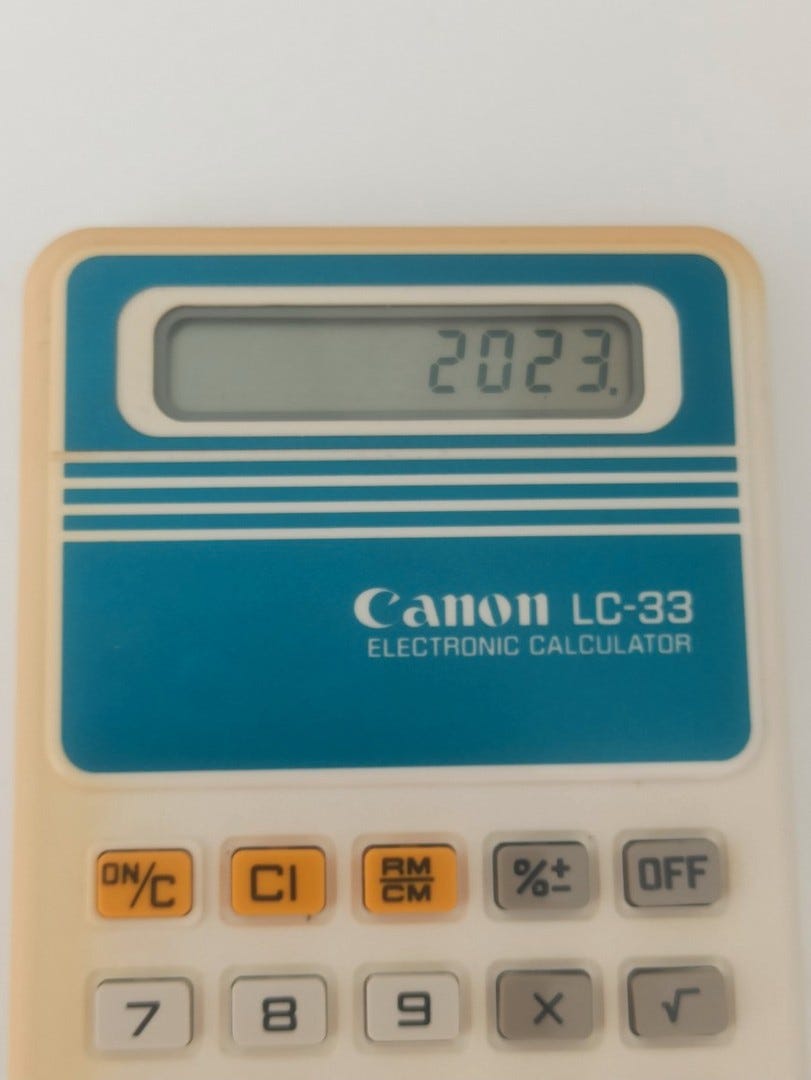 2023.
Canon LC-33
ELECTRONIC CALCULATOR
ON/C CI RM/CM %± OFF
7 8 9 × √